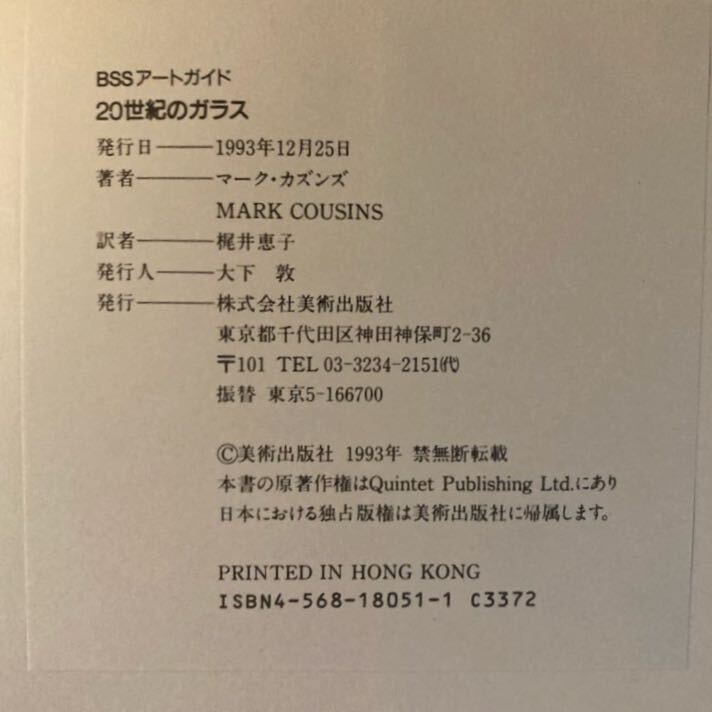 BSSアートガイド
20世紀のガラス
発行日――1993年12月25日
著者―――マーク・カズンズ
MARK COUSINS
訳者―――梶井恵子
発行人――大下 敦
発行―――株式会社美術出版社
東京都千代田区神田神保町2-36
〒101 TEL 03-3234-2151㈹
振替 東京5-166700
©美術出版社 1993年 禁無断転載
本書の原著作権はQuintet Publishing Ltd.にあり
日本における独占版権は美術出版社に帰属します。
PRINTED IN HONG KONG
ISBN4-568-18051-1 C3372